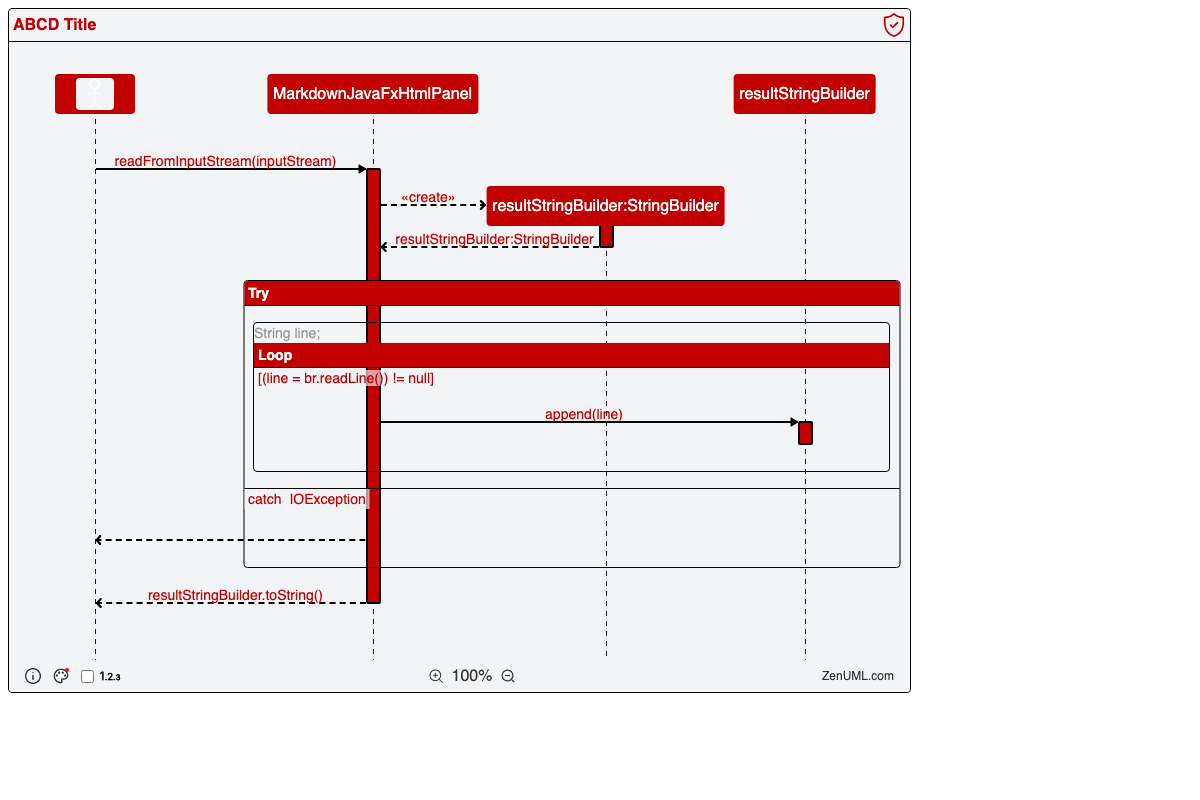 ABCD Title
MarkdownJavaFxHtmlPanel
resultStringBuilder
readFromInputStream(inputStream)
«create»
resultStringBuilder:StringBuilder
resultStringBuilder:StringBuilder
Try
String line;
Loop
[(line = br.readLine()) != null]
append(line)
catch IOException
resultStringBuilder.toString()
1.2.3
100%
ZenUML.com